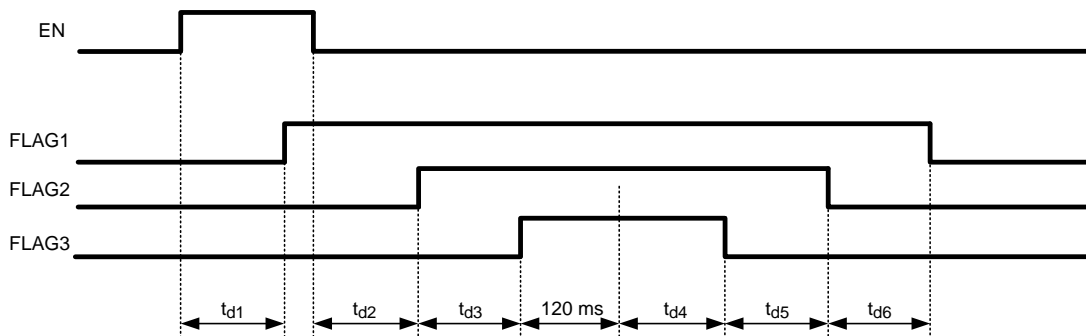 EN
FLAG1
FLAG2
FLAG3
td1 td2 td3 120 ms td4 td5 td6